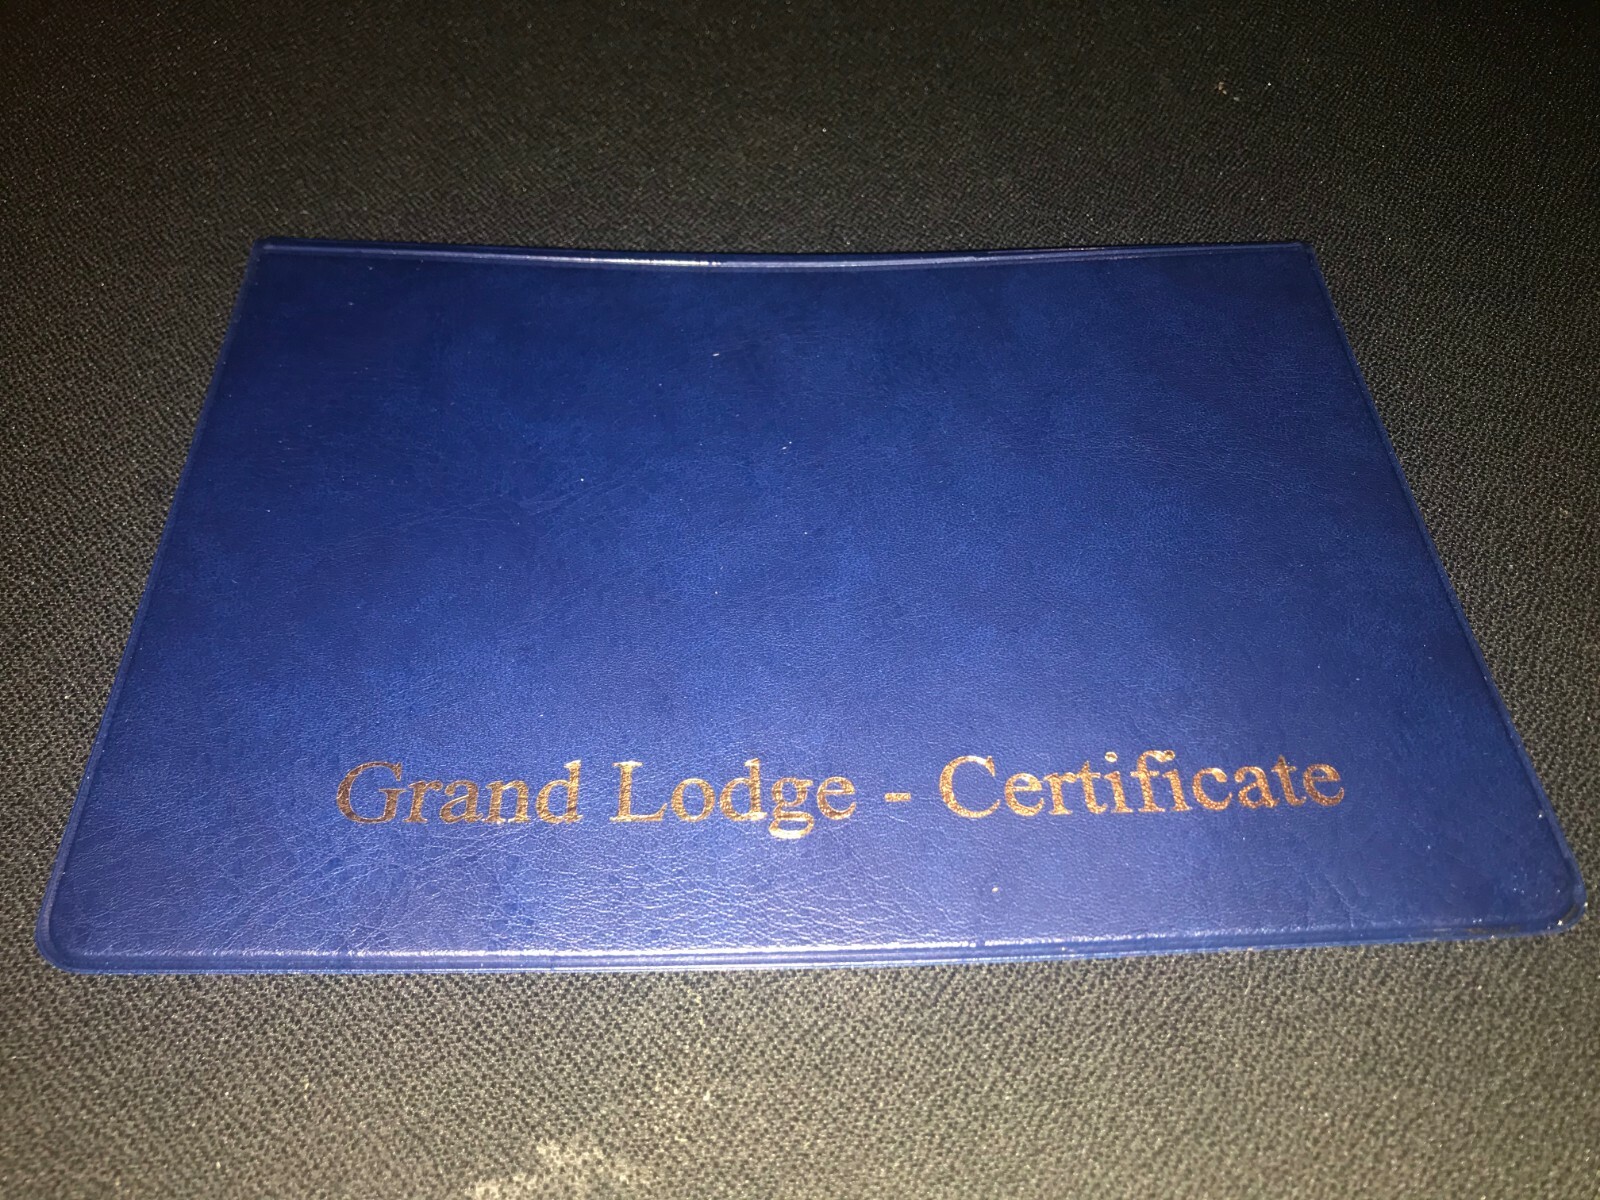 Grand Lodge - Certificate